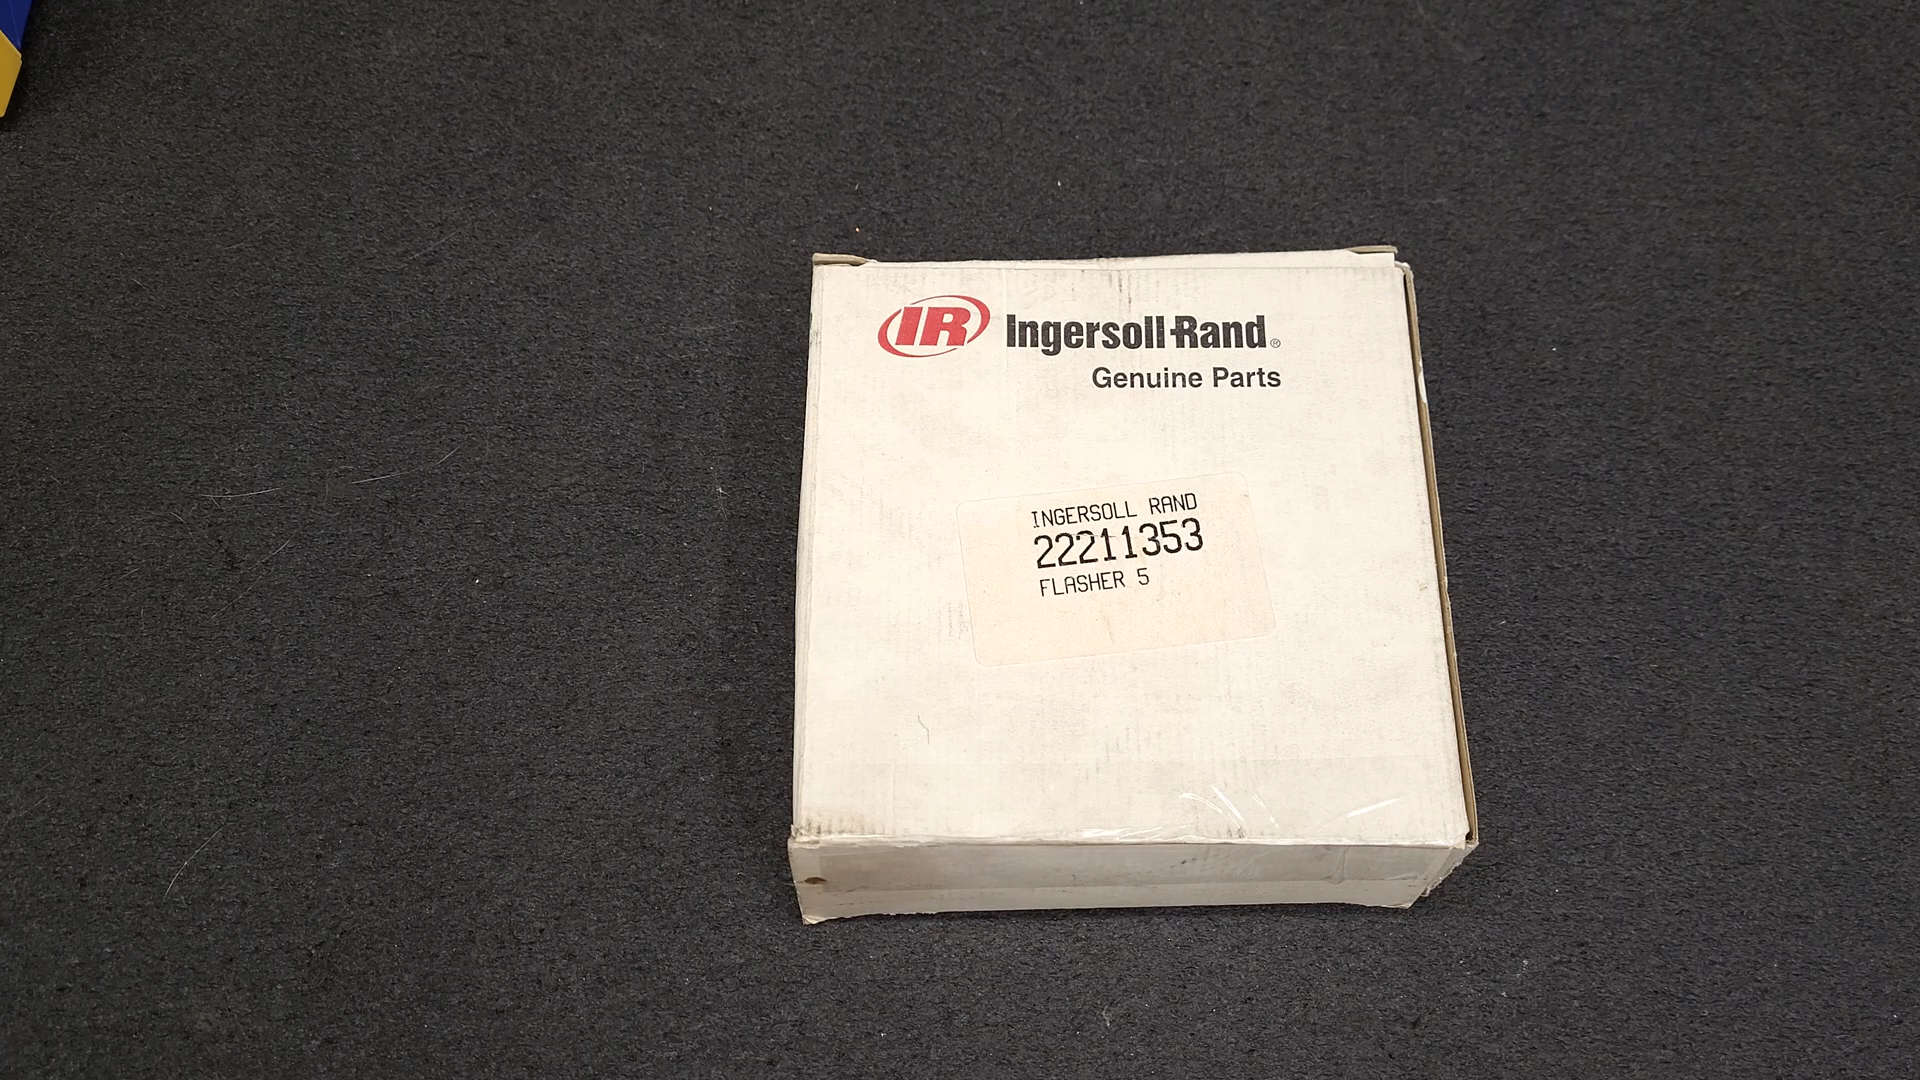 IR Ingersoll-Rand®
Genuine Parts
INGERSOLL RAND
22211353
FLASHER 5